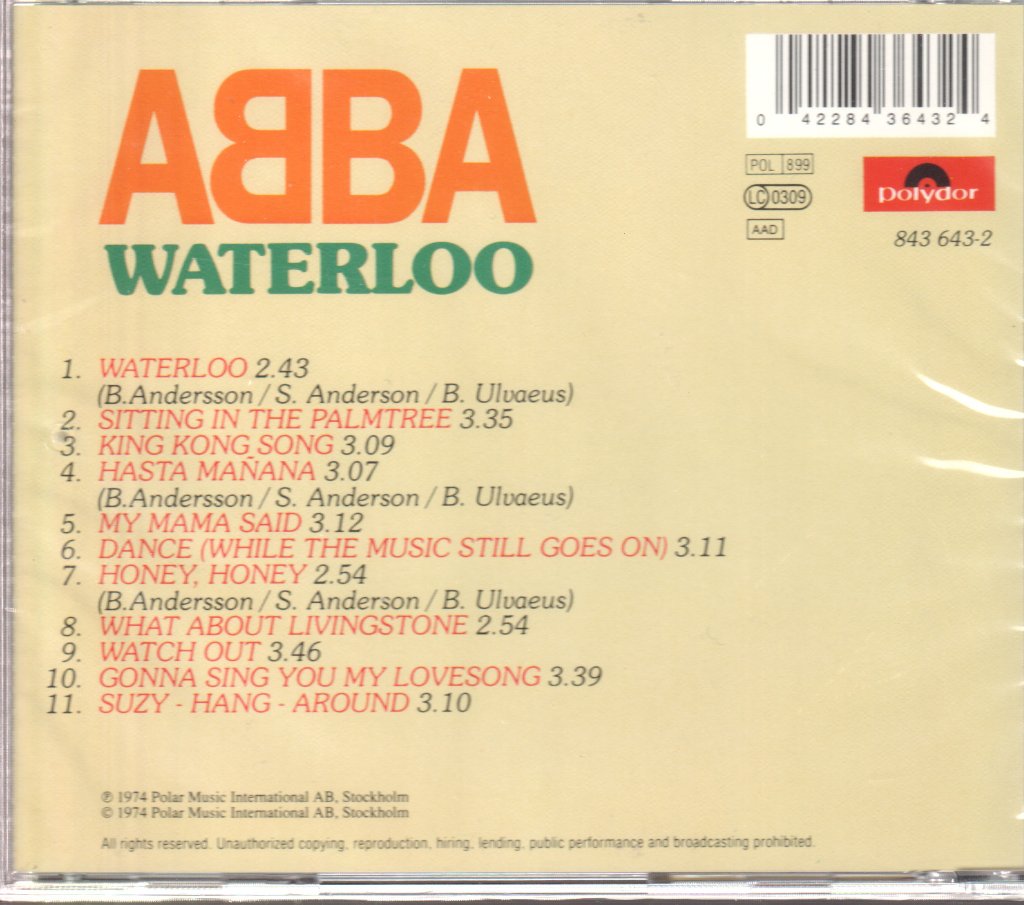 ABBA
WATERLOO
0 42284 36432 4
POL 899
LC 0309
AAD
polydor
843 643-2
1. WATERLOO 2.43
(B.Andersson / S. Anderson / B. Ulvaeus)
2. SITTING IN THE PALMTREE 3.35
3. KING KONG SONG 3.09
4. HASTA MAÑANA 3.07
(B.Andersson / S. Anderson / B. Ulvaeus)
5. MY MAMA SAID 3.12
6. DANCE (WHILE THE MUSIC STILL GOES ON) 3.11
7. HONEY, HONEY 2.54
(B.Andersson / S. Anderson / B. Ulvaeus)
8. WHAT ABOUT LIVINGSTONE 2.54
9. WATCH OUT 3.46
10. GONNA SING YOU MY LOVESONG 3.39
11. SUZY - HANG - AROUND 3.10
℗ 1974 Polar Music International AB, Stockholm
© 1974 Polar Music International AB, Stockholm
All rights reserved. Unauthorized copying, reproduction, hiring, lending, public performance and broadcasting prohibited.